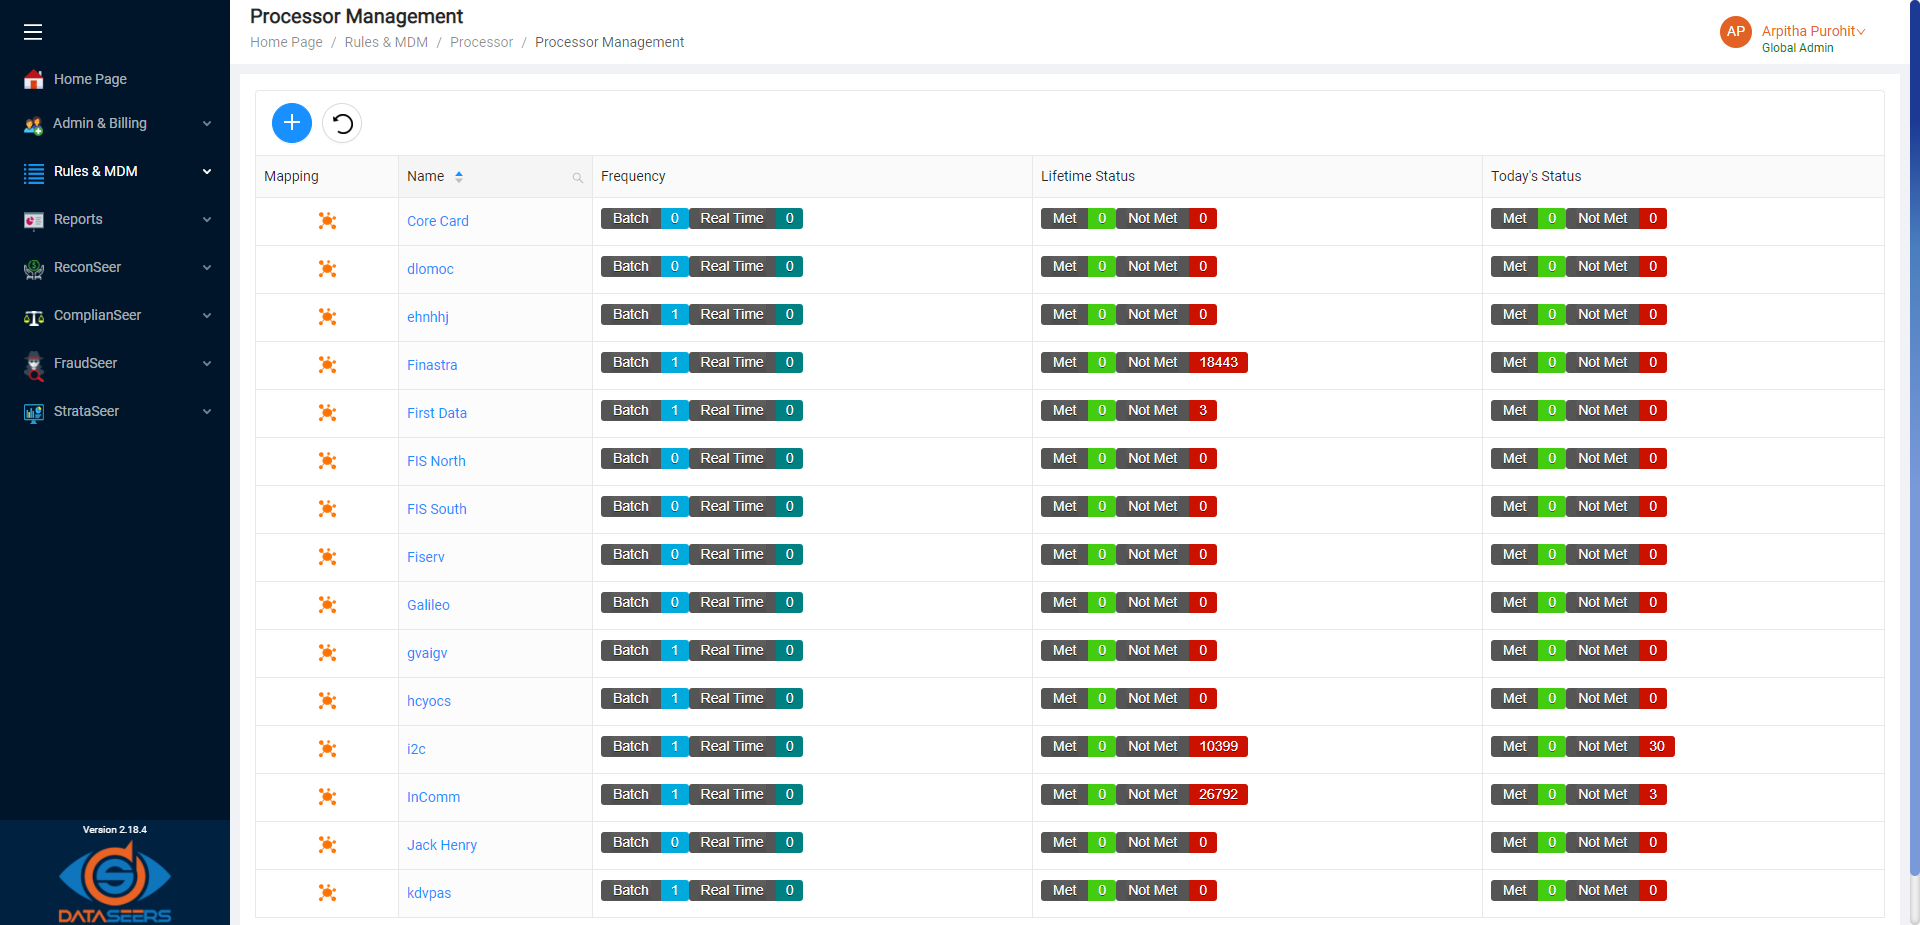 Processor Management
Home Page / Rules & MDM / Processor / Processor Management
AP
Arpitha Purohit
Global Admin
Home Page
Admin & Billing
Rules & MDM
Reports
ReconSeer
ComplianSeer
FraudSeer
StrataSeer
Version 2.18.4
DATASEERS
Mapping Name Frequency Lifetime Status Today's Status
Core Card Batch 0 Real Time 0 Met 0 Not Met 0 Met 0 Not Met 0
dlomoc Batch 0 Real Time 0 Met 0 Not Met 0 Met 0 Not Met 0
ehnhhj Batch 1 Real Time 0 Met 0 Not Met 0 Met 0 Not Met 0
Finastra Batch 1 Real Time 0 Met 0 Not Met 18443 Met 0 Not Met 0
First Data Batch 1 Real Time 0 Met 0 Not Met 3 Met 0 Not Met 0
FIS North Batch 0 Real Time 0 Met 0 Not Met 0 Met 0 Not Met 0
FIS South Batch 0 Real Time 0 Met 0 Not Met 0 Met 0 Not Met 0
Fiserv Batch 0 Real Time 0 Met 0 Not Met 0 Met 0 Not Met 0
Galileo Batch 0 Real Time 0 Met 0 Not Met 0 Met 0 Not Met 0
gvaigv Batch 1 Real Time 0 Met 0 Not Met 0 Met 0 Not Met 0
hcyocs Batch 1 Real Time 0 Met 0 Not Met 0 Met 0 Not Met 0
i2c Batch 1 Real Time 0 Met 0 Not Met 10399 Met 0 Not Met 30
InComm Batch 1 Real Time 0 Met 0 Not Met 26792 Met 0 Not Met 3
Jack Henry Batch 0 Real Time 0 Met 0 Not Met 0 Met 0 Not Met 0
kdvpas Batch 1 Real Time 0 Met 0 Not Met 0 Met 0 Not Met 0